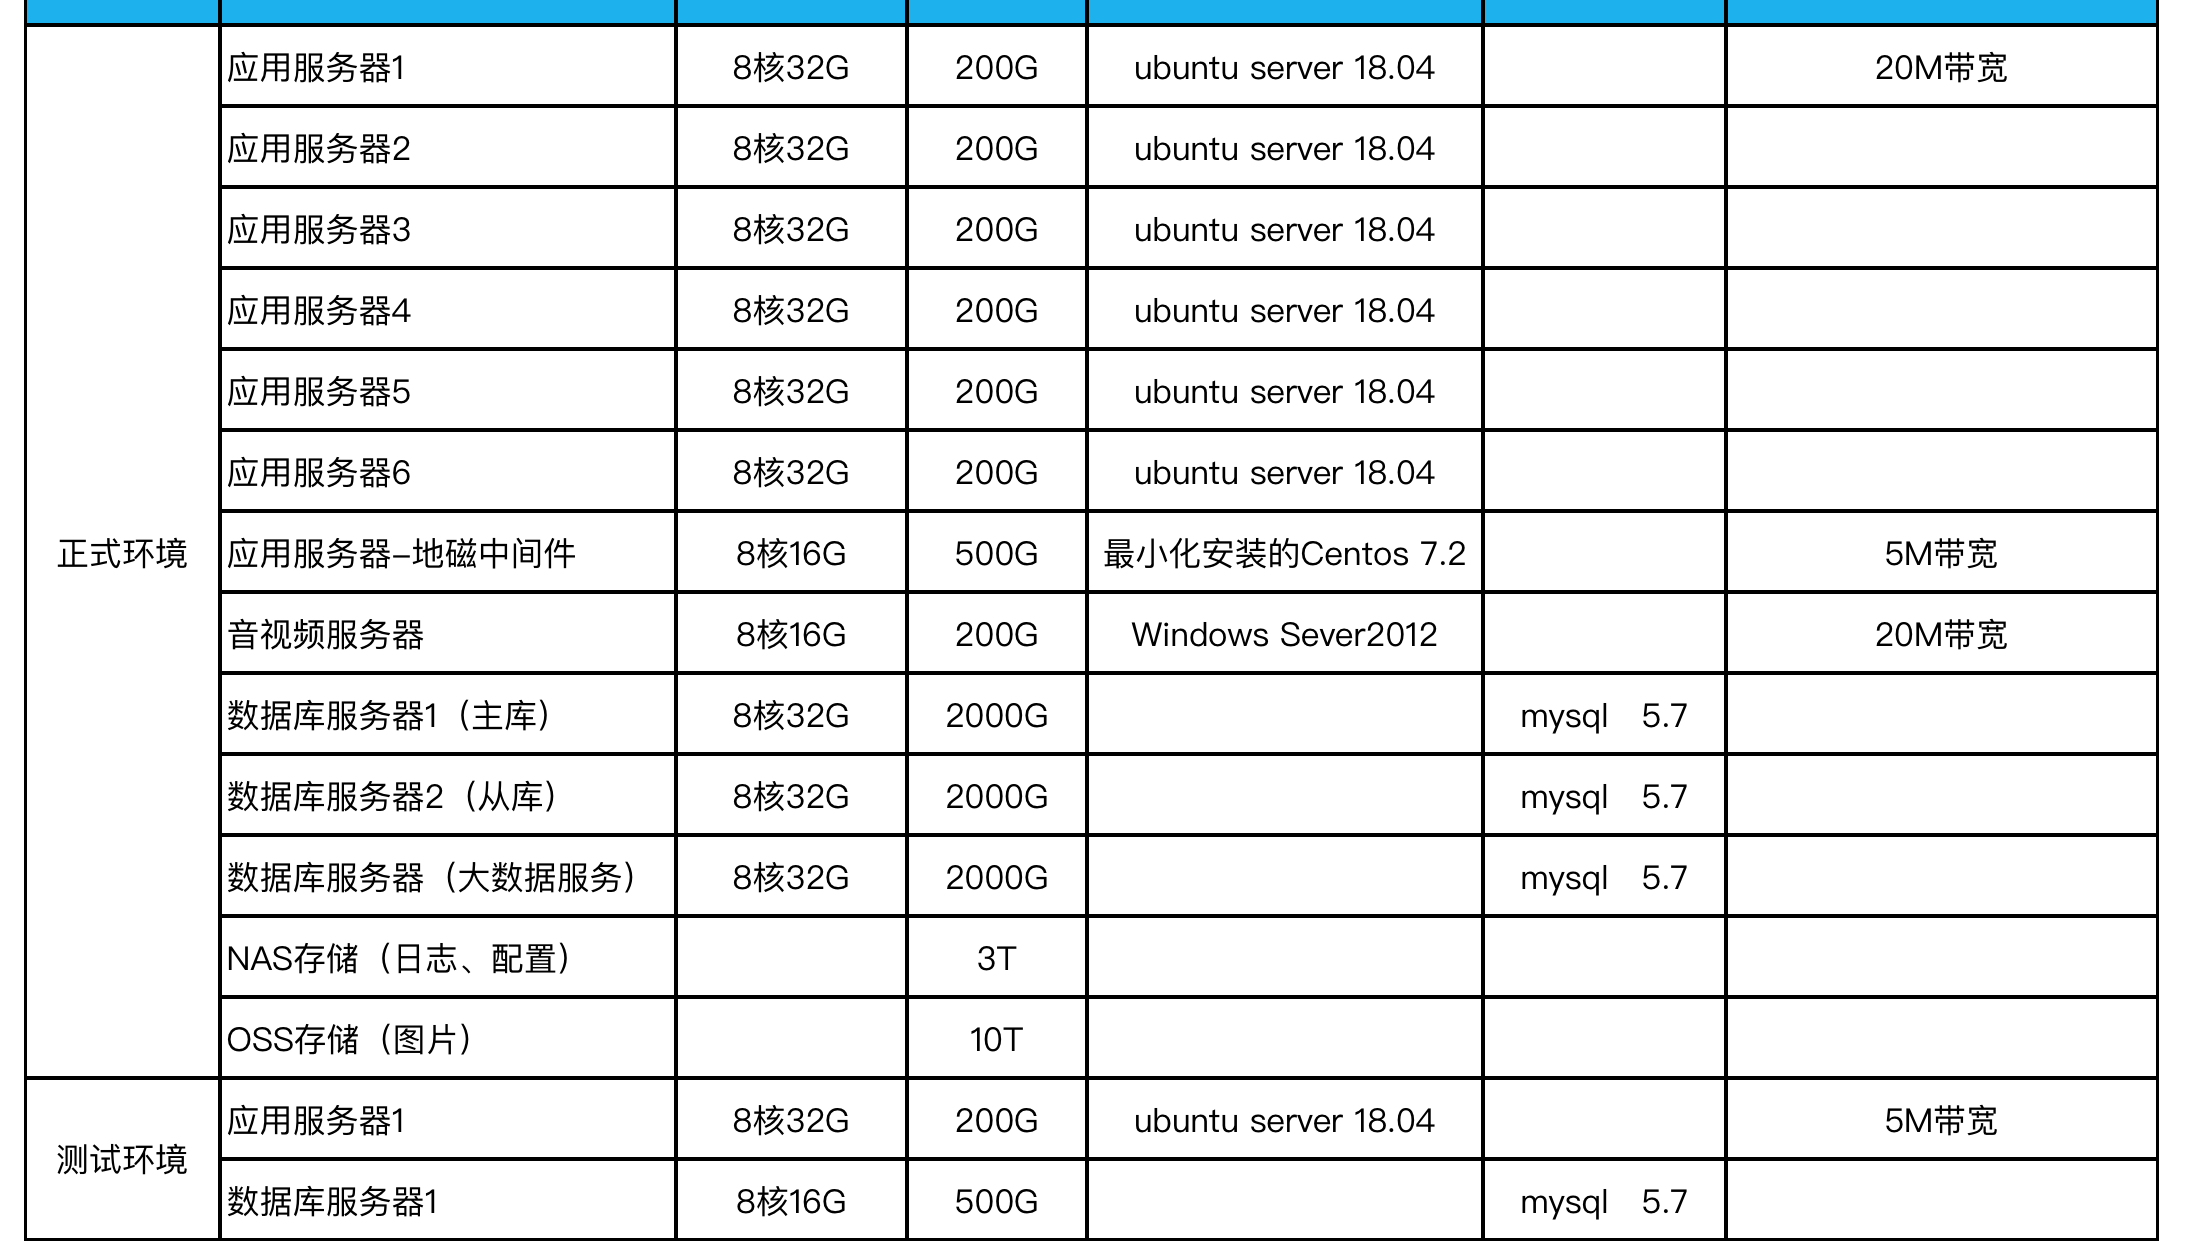 应用服务器1 8核32G 200G ubuntu server 18.04 20M带宽
应用服务器2 8核32G 200G ubuntu server 18.04
应用服务器3 8核32G 200G ubuntu server 18.04
应用服务器4 8核32G 200G ubuntu server 18.04
应用服务器5 8核32G 200G ubuntu server 18.04
应用服务器6 8核32G 200G ubuntu server 18.04
正式环境 应用服务器–地磁中间件 8核16G 500G 最小化安装的Centos 7.2 5M带宽
音视频服务器 8核16G 200G Windows Sever2012 20M带宽
数据库服务器1（主库） 8核32G 2000G mysql 5.7
数据库服务器2（从库） 8核32G 2000G mysql 5.7
数据库服务器（大数据服务） 8核32G 2000G mysql 5.7
NAS存储（日志、配置） 3T
OSS存储（图片） 10T
测试环境 应用服务器1 8核32G 200G ubuntu server 18.04 5M带宽
数据库服务器1 8核16G 500G mysql 5.7